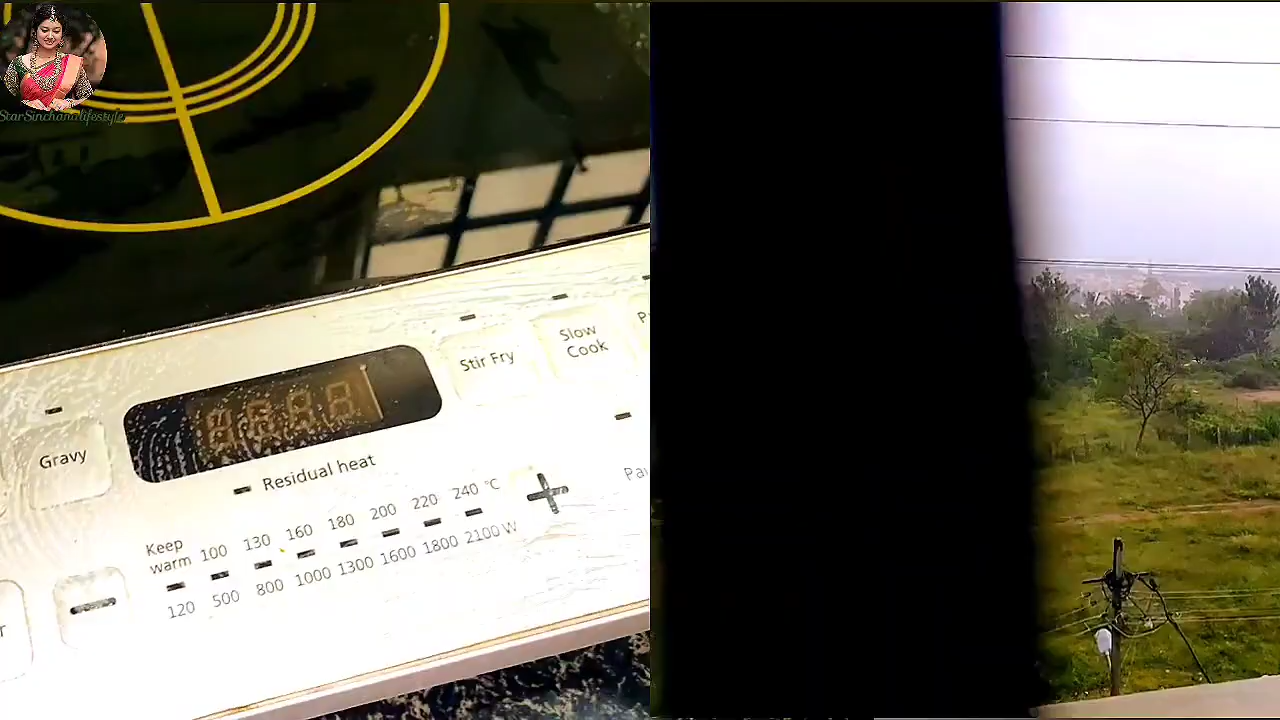 StarSinchanalifestyle
Stir Fry
Slow
Cook
Gravy
Residual heat
Keep
warm 100 130 160 180 200 220 240 °C
120 500 800 1000 1300 1600 1800 2100 W